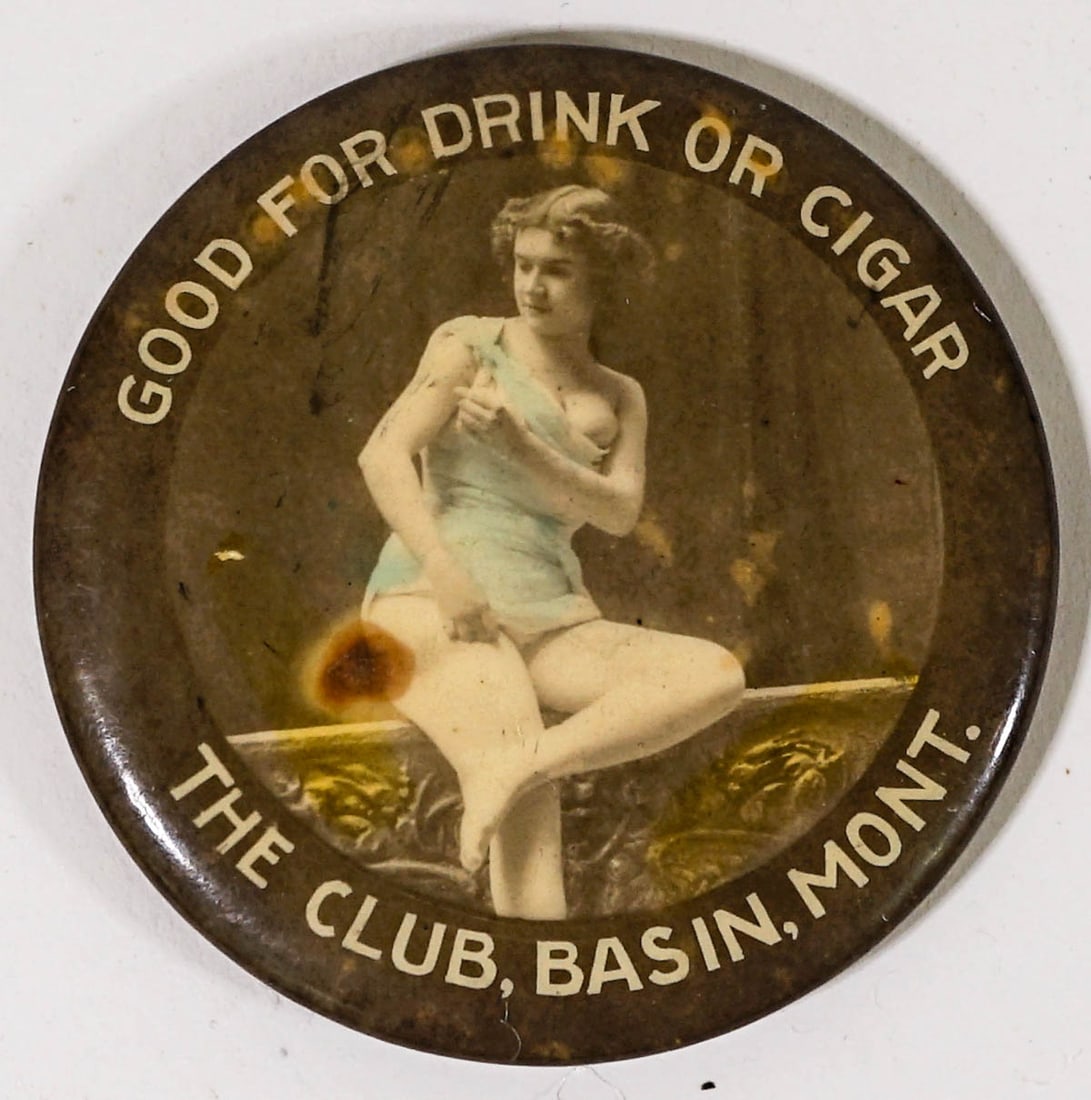 GOOD FOR DRINK OR CIGAR
THE CLUB, BASIN, MONT.